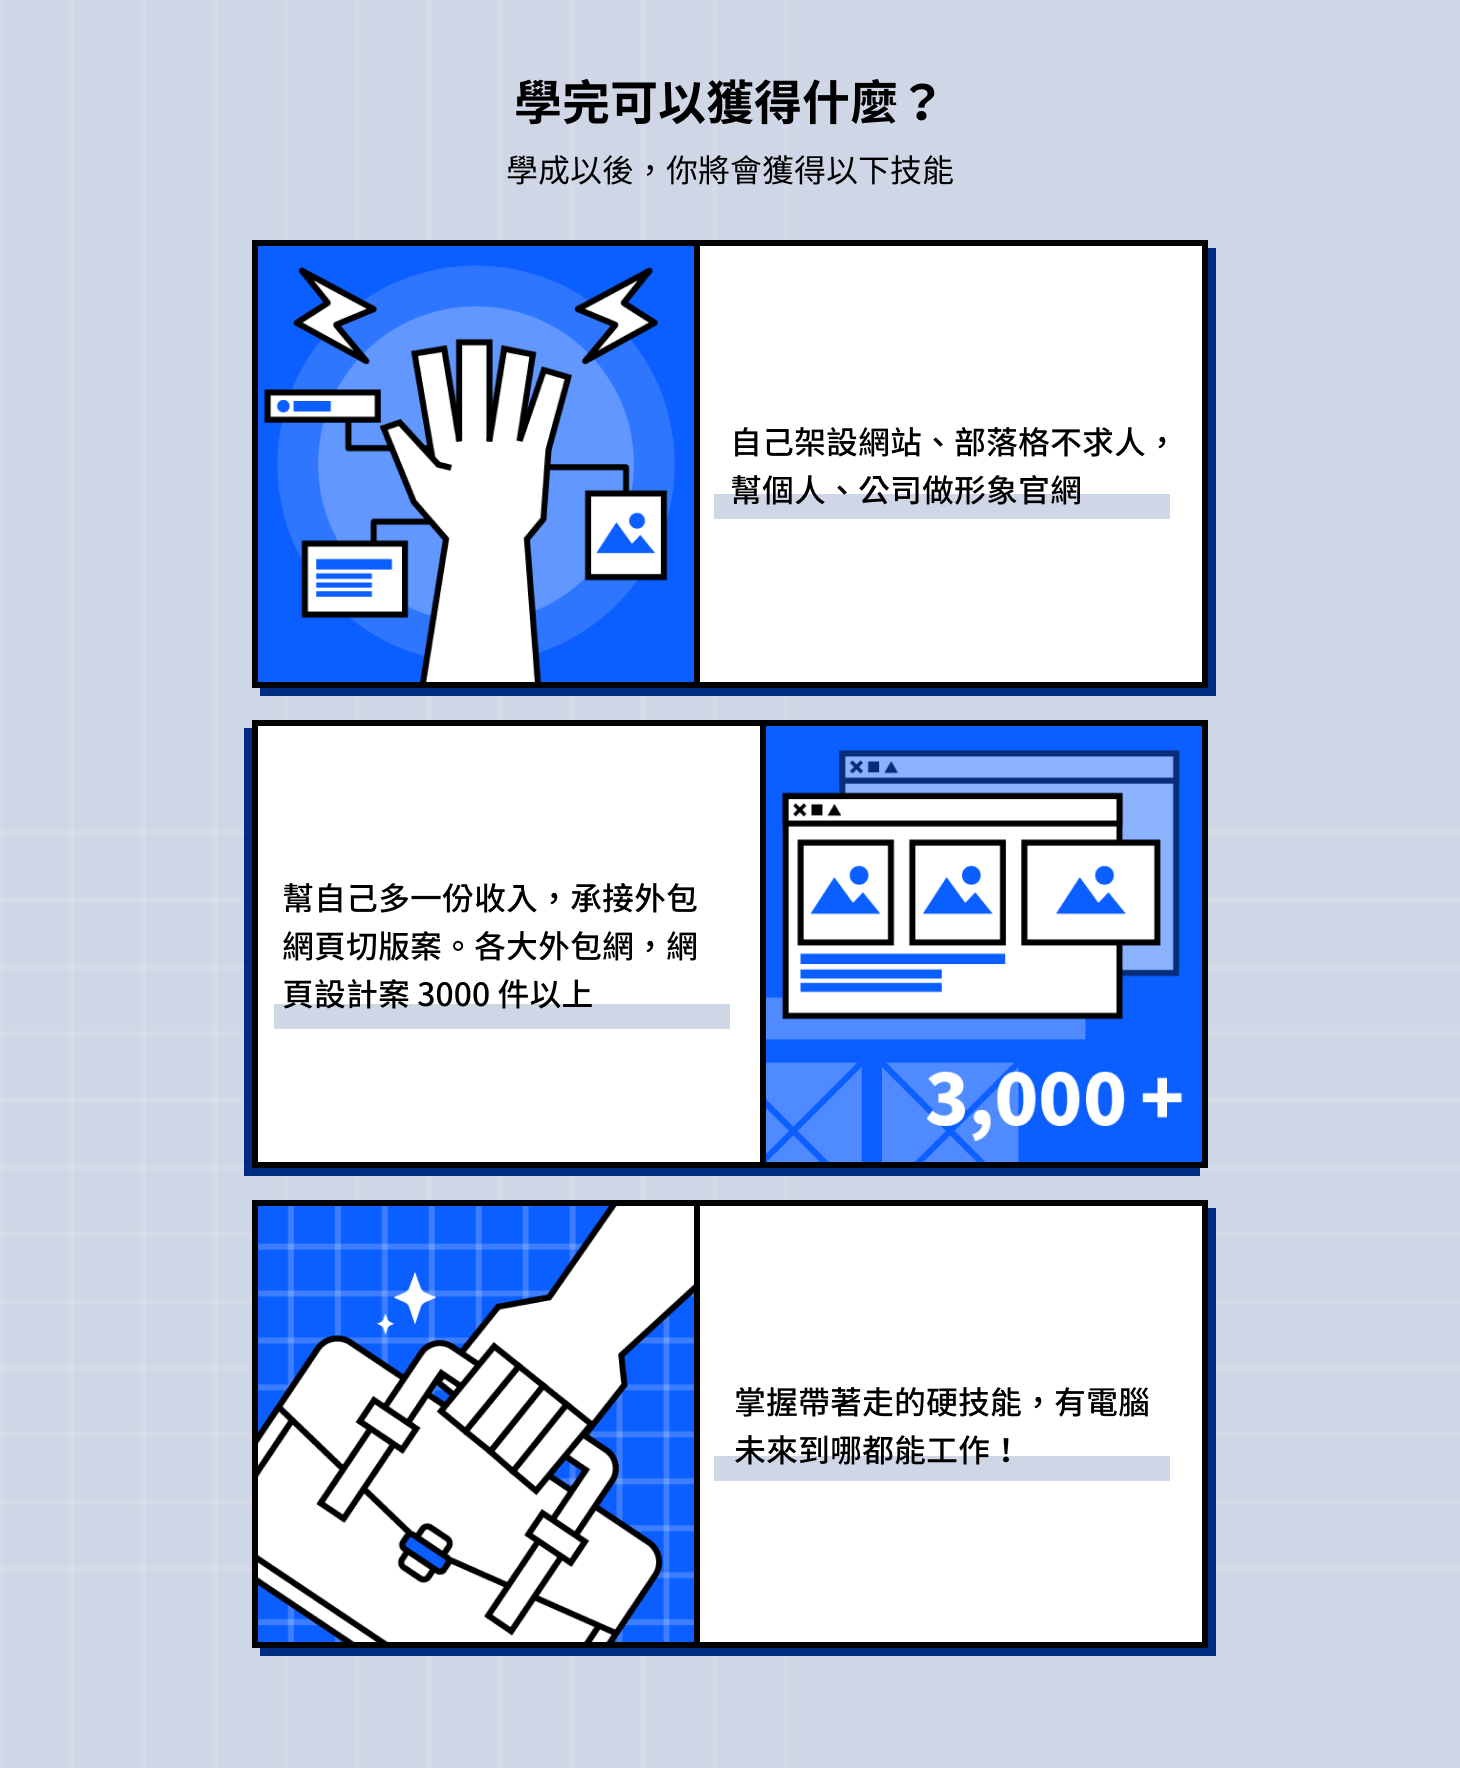 學完可以獲得什麼？
學成以後，你將會獲得以下技能
自己架設網站、部落格不求人，
幫個人、公司做形象官網
幫自己多一份收入，承接外包
網頁切版案。各大外包網，網
頁設計案 3000 件以上
3,000 +
掌握帶著走的硬技能，有電腦
未來到哪都能工作！